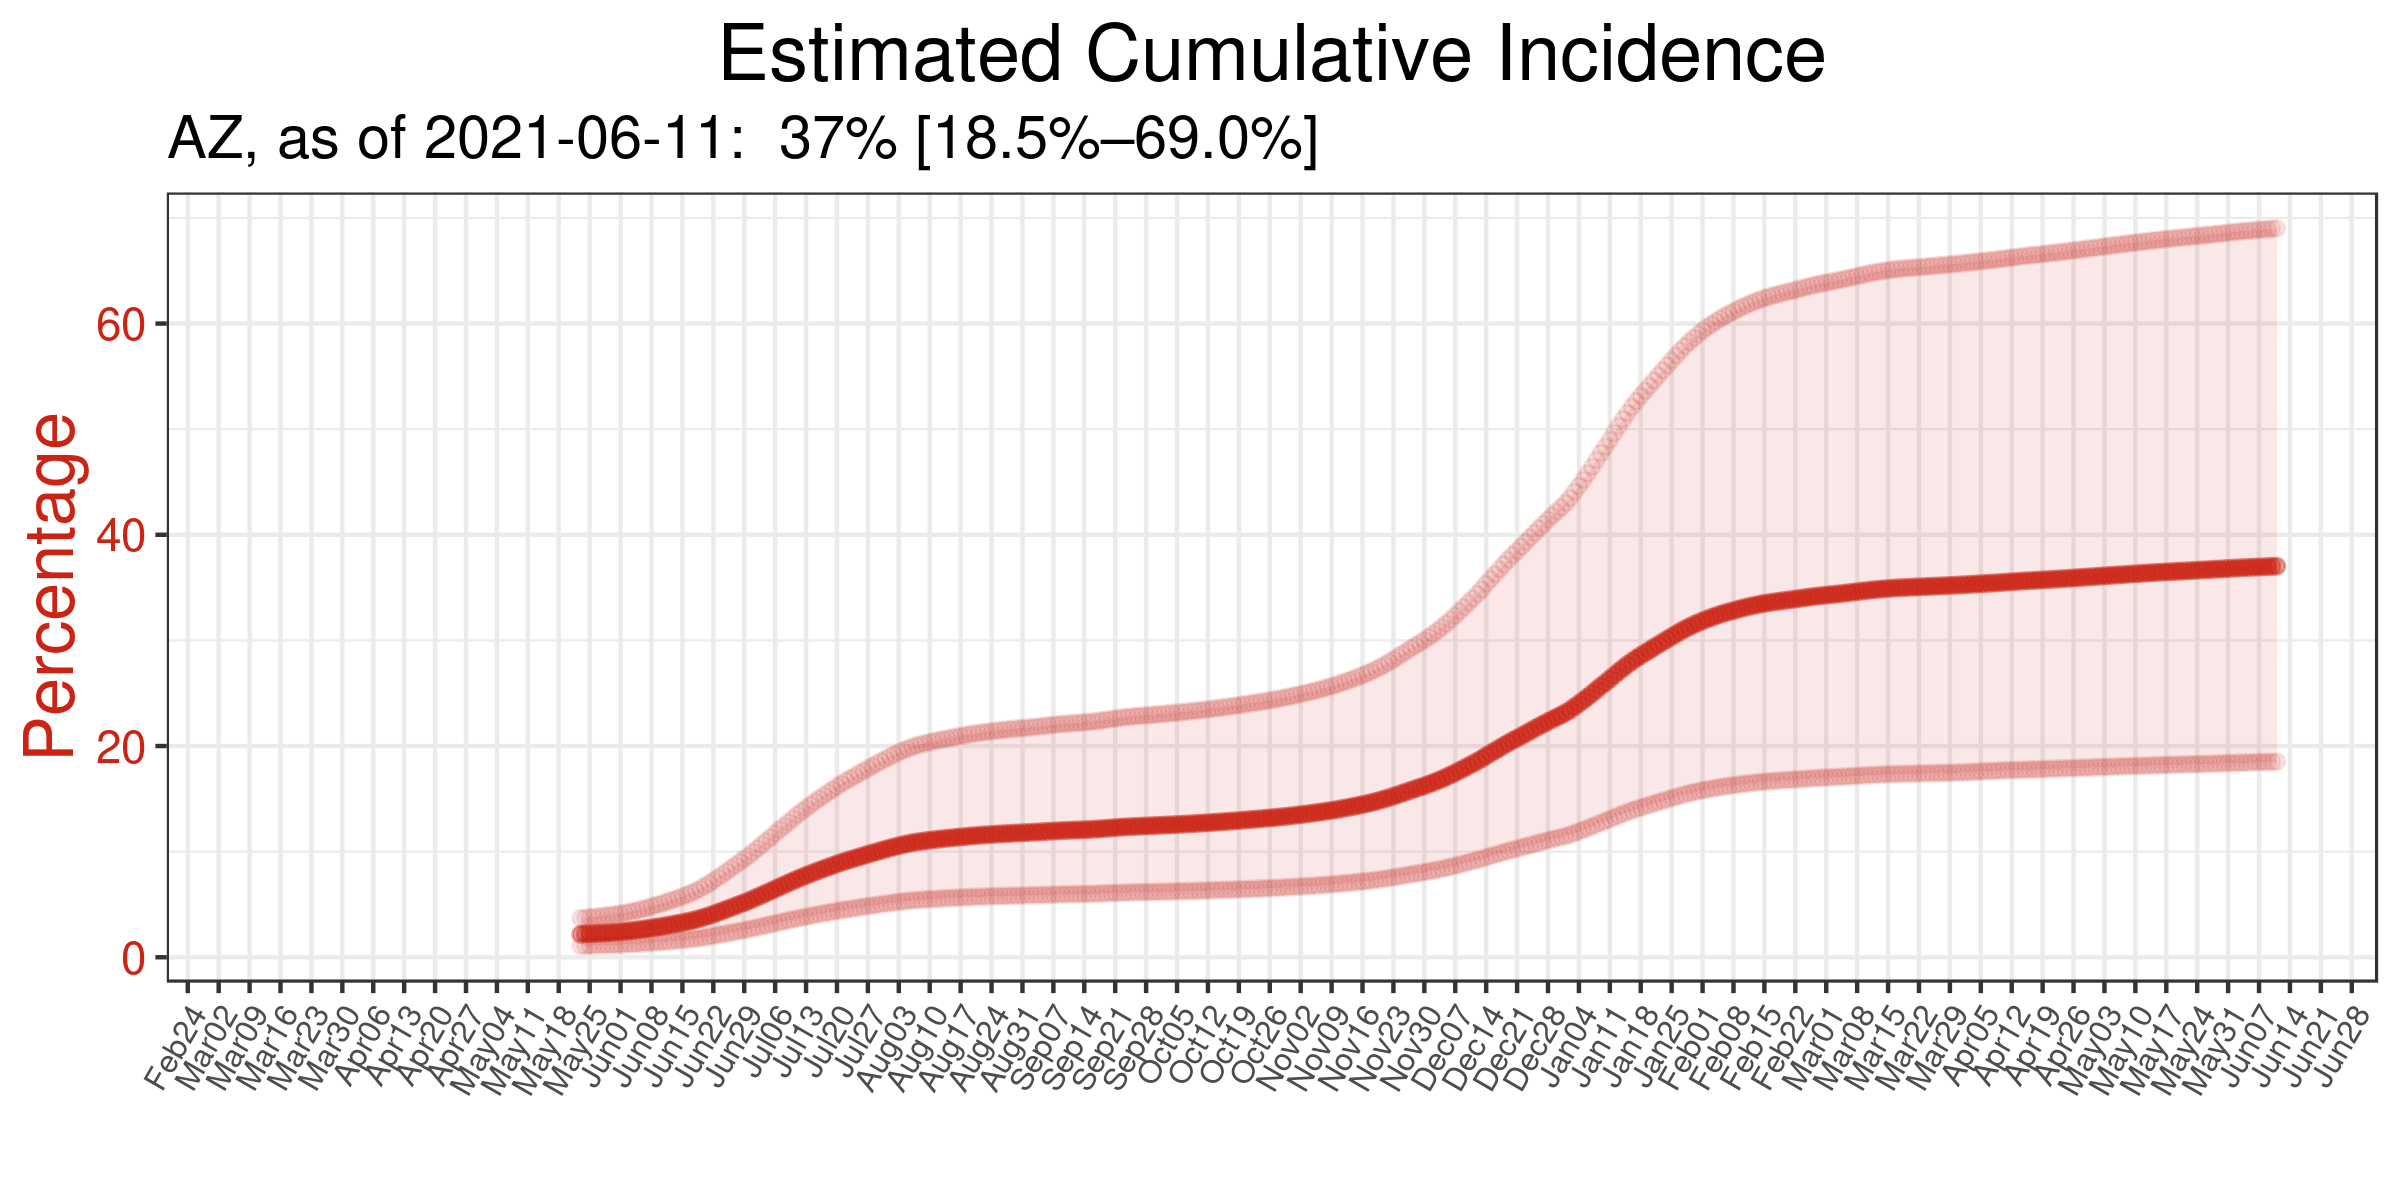 Estimated Cumulative Incidence
AZ, as of 2021-06-11:  37% [18.5%–69.0%]
Percentage
60
40
20
0
Feb24
Mar02
Mar09
Mar16
Mar23
Mar30
Apr06
Apr13
Apr20
Apr27
May04
May11
May18
May25
Jun01
Jun08
Jun15
Jun22
Jun29
Jul06
Jul13
Jul20
Jul27
Aug03
Aug10
Aug17
Aug24
Aug31
Sep07
Sep14
Sep21
Sep28
Oct05
Oct12
Oct19
Oct26
Nov02
Nov09
Nov16
Nov23
Nov30
Dec07
Dec14
Dec21
Dec28
Jan04
Jan11
Jan18
Jan25
Feb01
Feb08
Feb15
Feb22
Mar01
Mar08
Mar15
Mar22
Mar29
Apr05
Apr12
Apr19
Apr26
May03
May10
May17
May24
May31
Jun07
Jun14
Jun21
Jun28